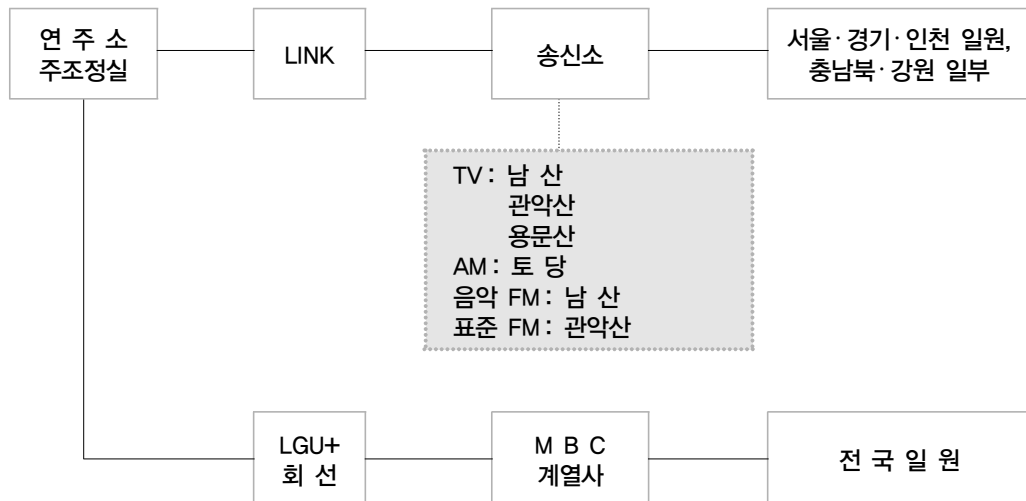 연 주 소
주조정실
LINK
송신소
서울·경기·인천 일원,
충남북·강원 일부
TV : 남 산
관악산
용문산
AM : 토 당
음악 FM : 남 산
표준 FM : 관악산
LGU+
회 선
M B C
계열사
전 국 일 원